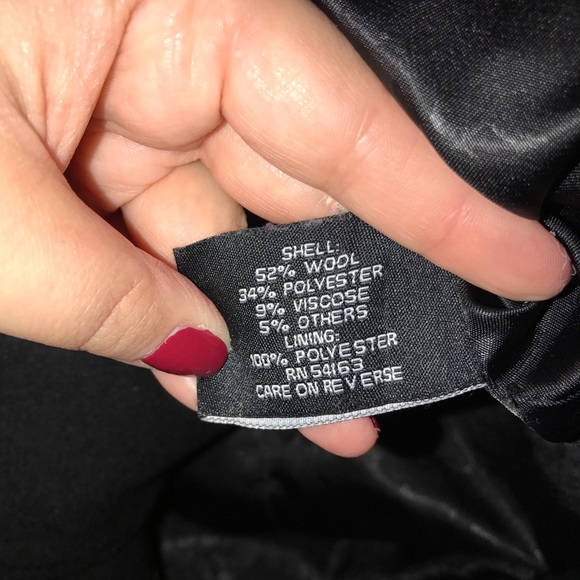 SHELL:
52% WOOL
34% POLYESTER
9% VISCOSE
5% OTHERS
LINING:
100% POLYESTER
RN 54163
CARE ON REVERSE